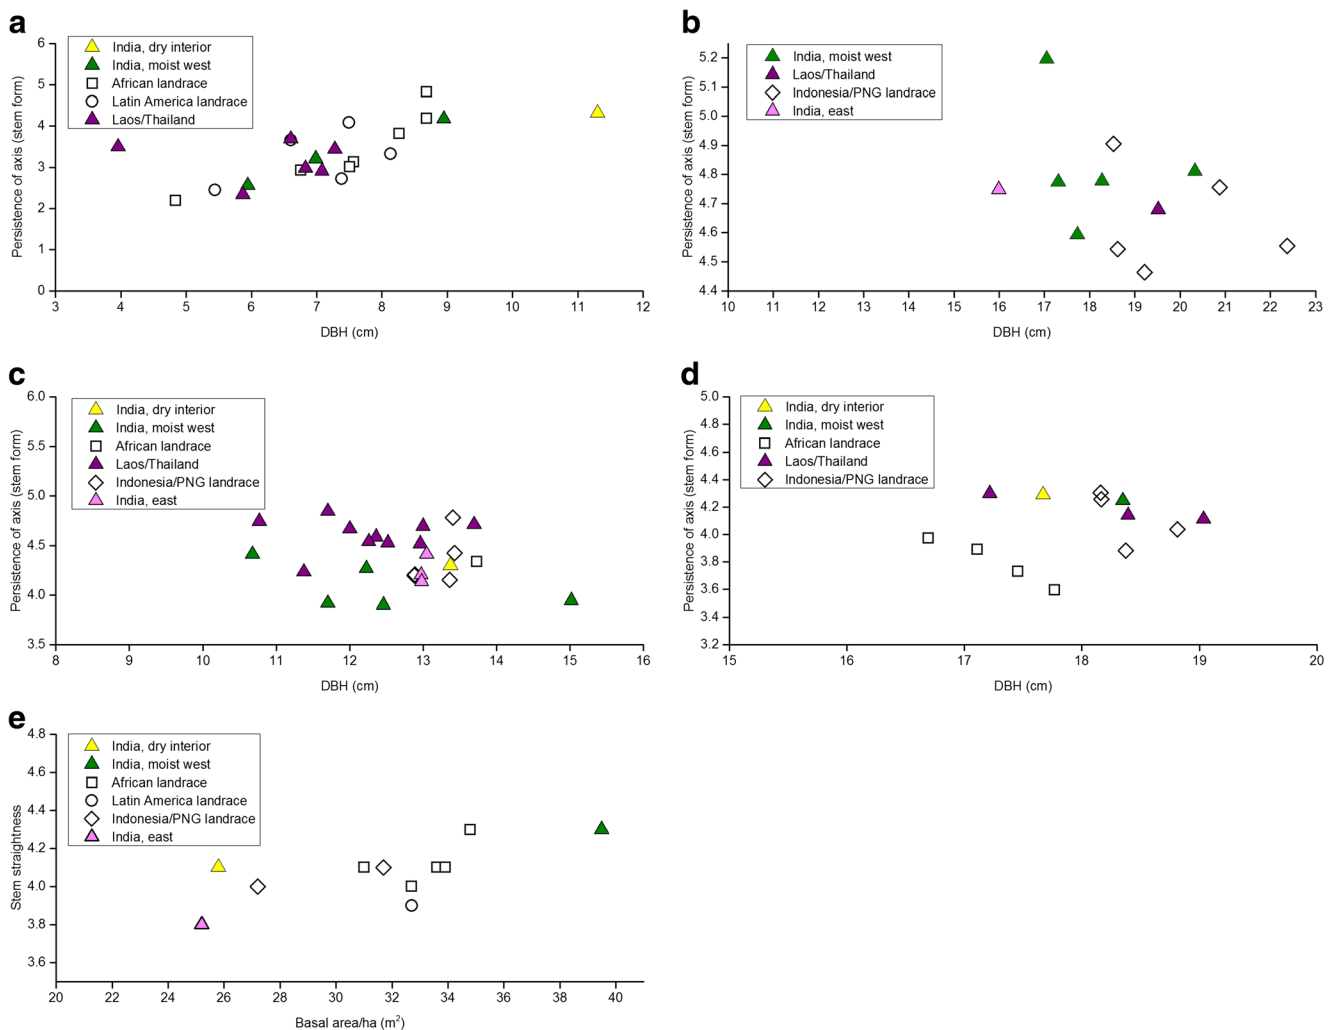 a
6
5
4
3
2
1
0
Persistence of axis (stem form)
India, dry interior
India, moist west
African landrace
Latin America landrace
Laos/Thailand
3 4 5 6 7 8 9 10 11 12
DBH (cm)
b
5.2
5.1
5.0
4.9
4.8
4.7
4.6
4.5
4.4
Persistence of axis (stem form)
India, moist west
Laos/Thailand
Indonesia/PNG landrace
India, east
10 11 12 13 14 15 16 17 18 19 20 21 22 23
DBH (cm)
c
6.0
5.5
5.0
4.5
4.0
3.5
Persistence of axis (stem form)
India, dry interior
India, moist west
African landrace
Laos/Thailand
Indonesia/PNG landrace
India, east
8 9 10 11 12 13 14 15 16
DBH (cm)
d
5.0
4.8
4.6
4.4
4.2
4.0
3.8
3.6
3.4
3.2
Persistence of axis (stem form)
India, dry interior
India, moist west
African landrace
Laos/Thailand
Indonesia/PNG landrace
15 16 17 18 19 20
DBH (cm)
e
4.8
4.6
4.4
4.2
4.0
3.8
3.6
Stem straightness
India, dry interior
India, moist west
African landrace
Latin America landrace
Indonesia/PNG landrace
India, east
20 22 24 26 28 30 32 34 36 38 40
Basal area/ha (m²)